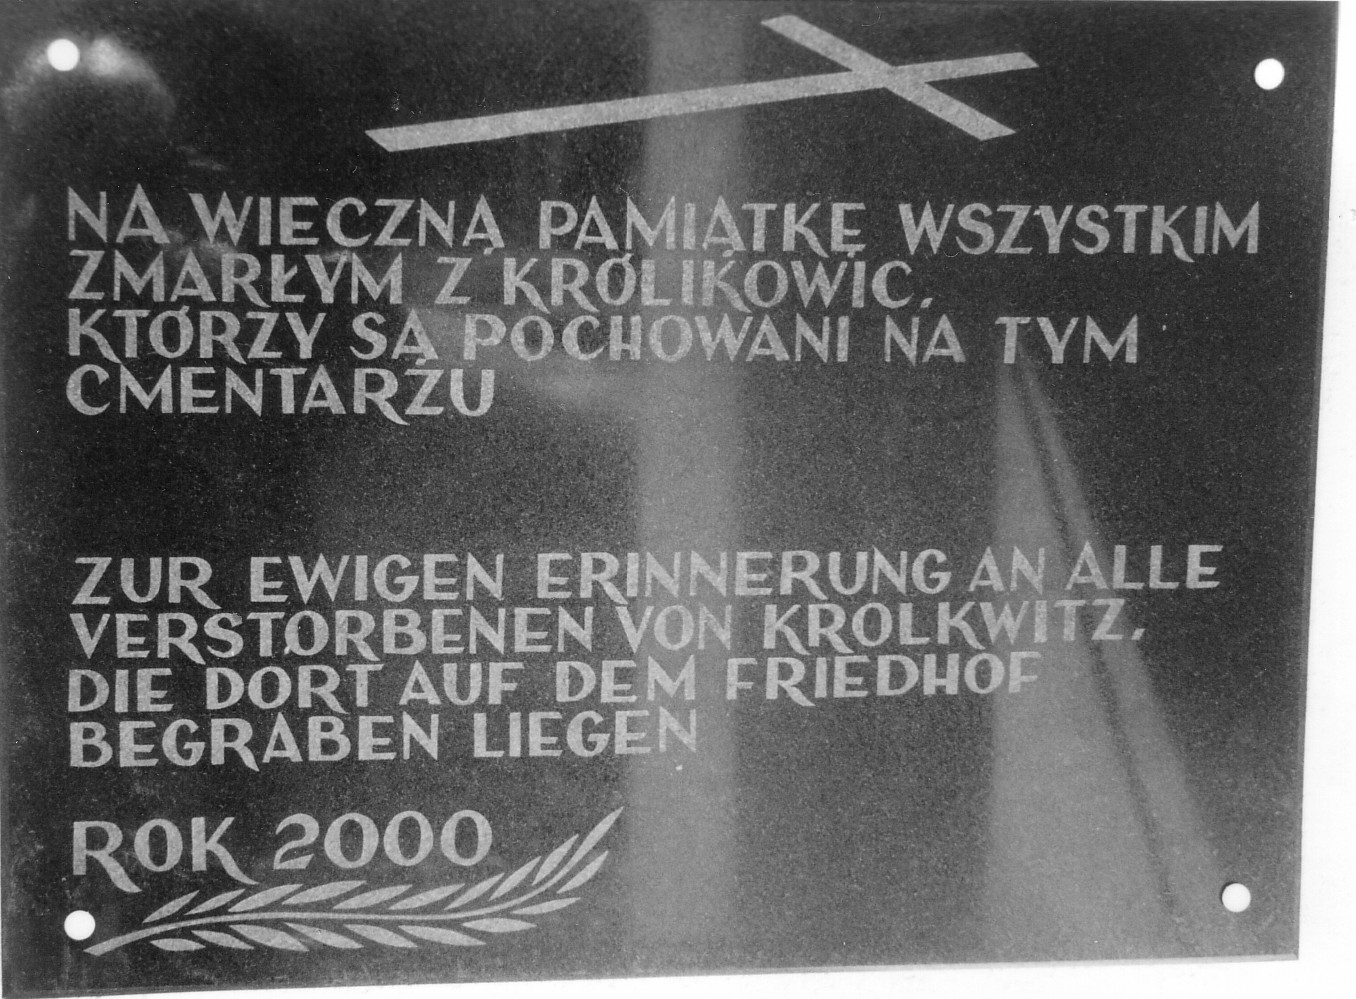 NA WIECZNĄ PAMIĄTKĘ WSZYSTKIM
ZMARŁYM Z KRÓLIKOWIC,
KTÓRZY SĄ POCHOWANI NA TYM
CMENTARZU
ZUR EWIGEN ERINNERUNG AN ALLE
VERSTORBENEN VON KROLKWITZ,
DIE DORT AUF DEM FRIEDHOF
BEGRABEN LIEGEN
ROK 2000